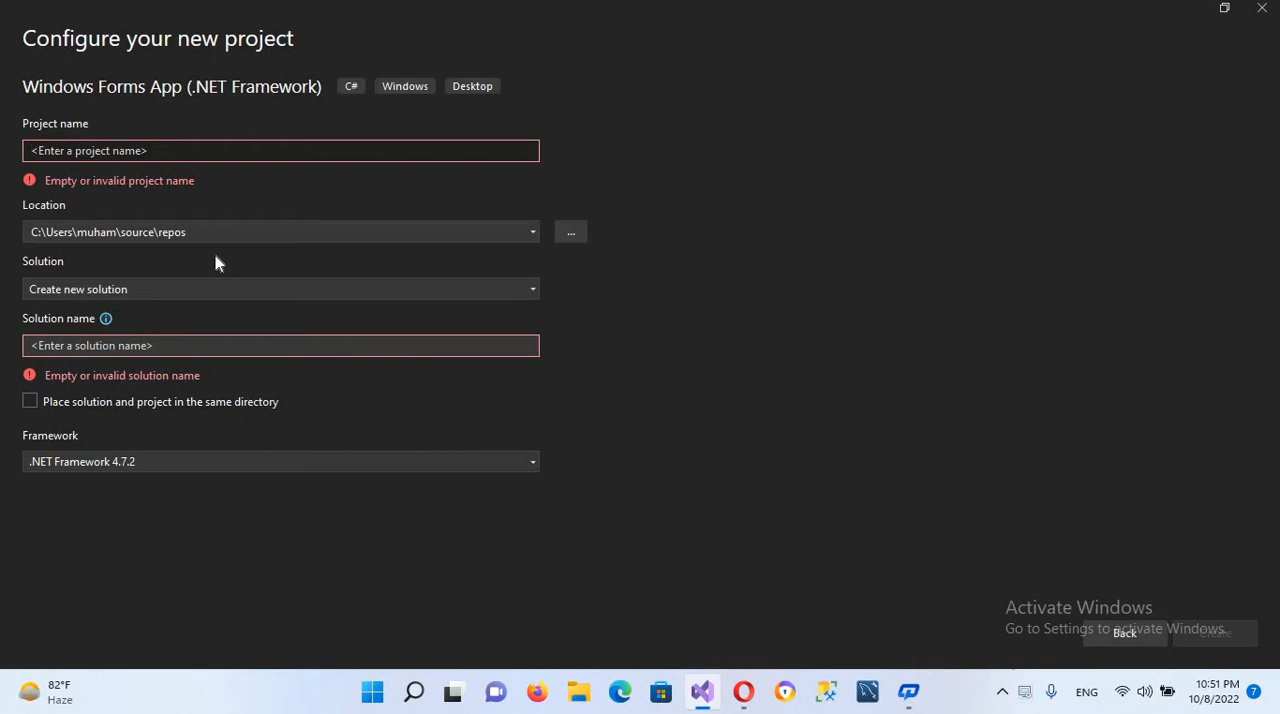 Configure your new project
Windows Forms App (.NET Framework) C# Windows Desktop
Project name
<Enter a project name>
Empty or invalid project name
Location
C:\Users\muham\source\repos
...
Solution
Create new solution
Solution name
<Enter a solution name>
Empty or invalid solution name
Place solution and project in the same directory
Framework
.NET Framework 4.7.2
Activate Windows
Go to Settings to activate Windows.
Back Create
82°F
Haze
ENG
10:51 PM
10/8/2022
7